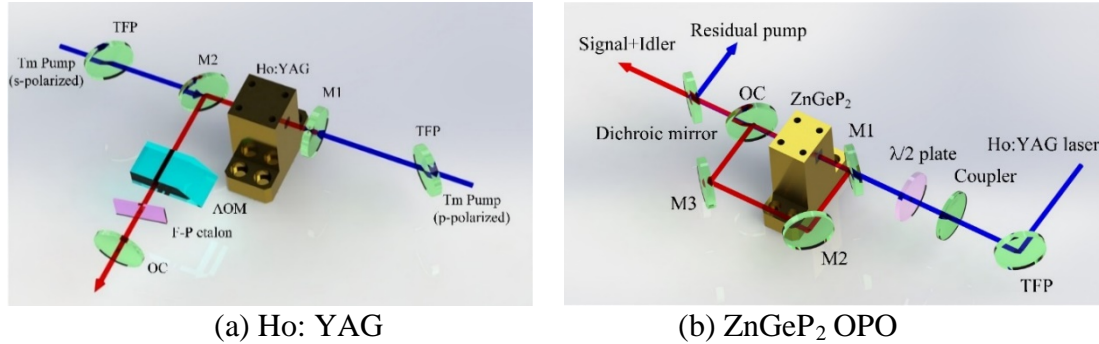 TFP
Tm Pump
(s-polarized)
M2
Ho:YAG
M1
TFP
Tm Pump
(p-polarized)
AOM
F-P etalon
OC
(a) Ho: YAG
Signal+Idler
Residual pump
OC
ZnGeP₂
Dichroic mirror
M1
λ/2 plate
Ho:YAG laser
Coupler
M3
M2
TFP
(b) ZnGeP₂ OPO